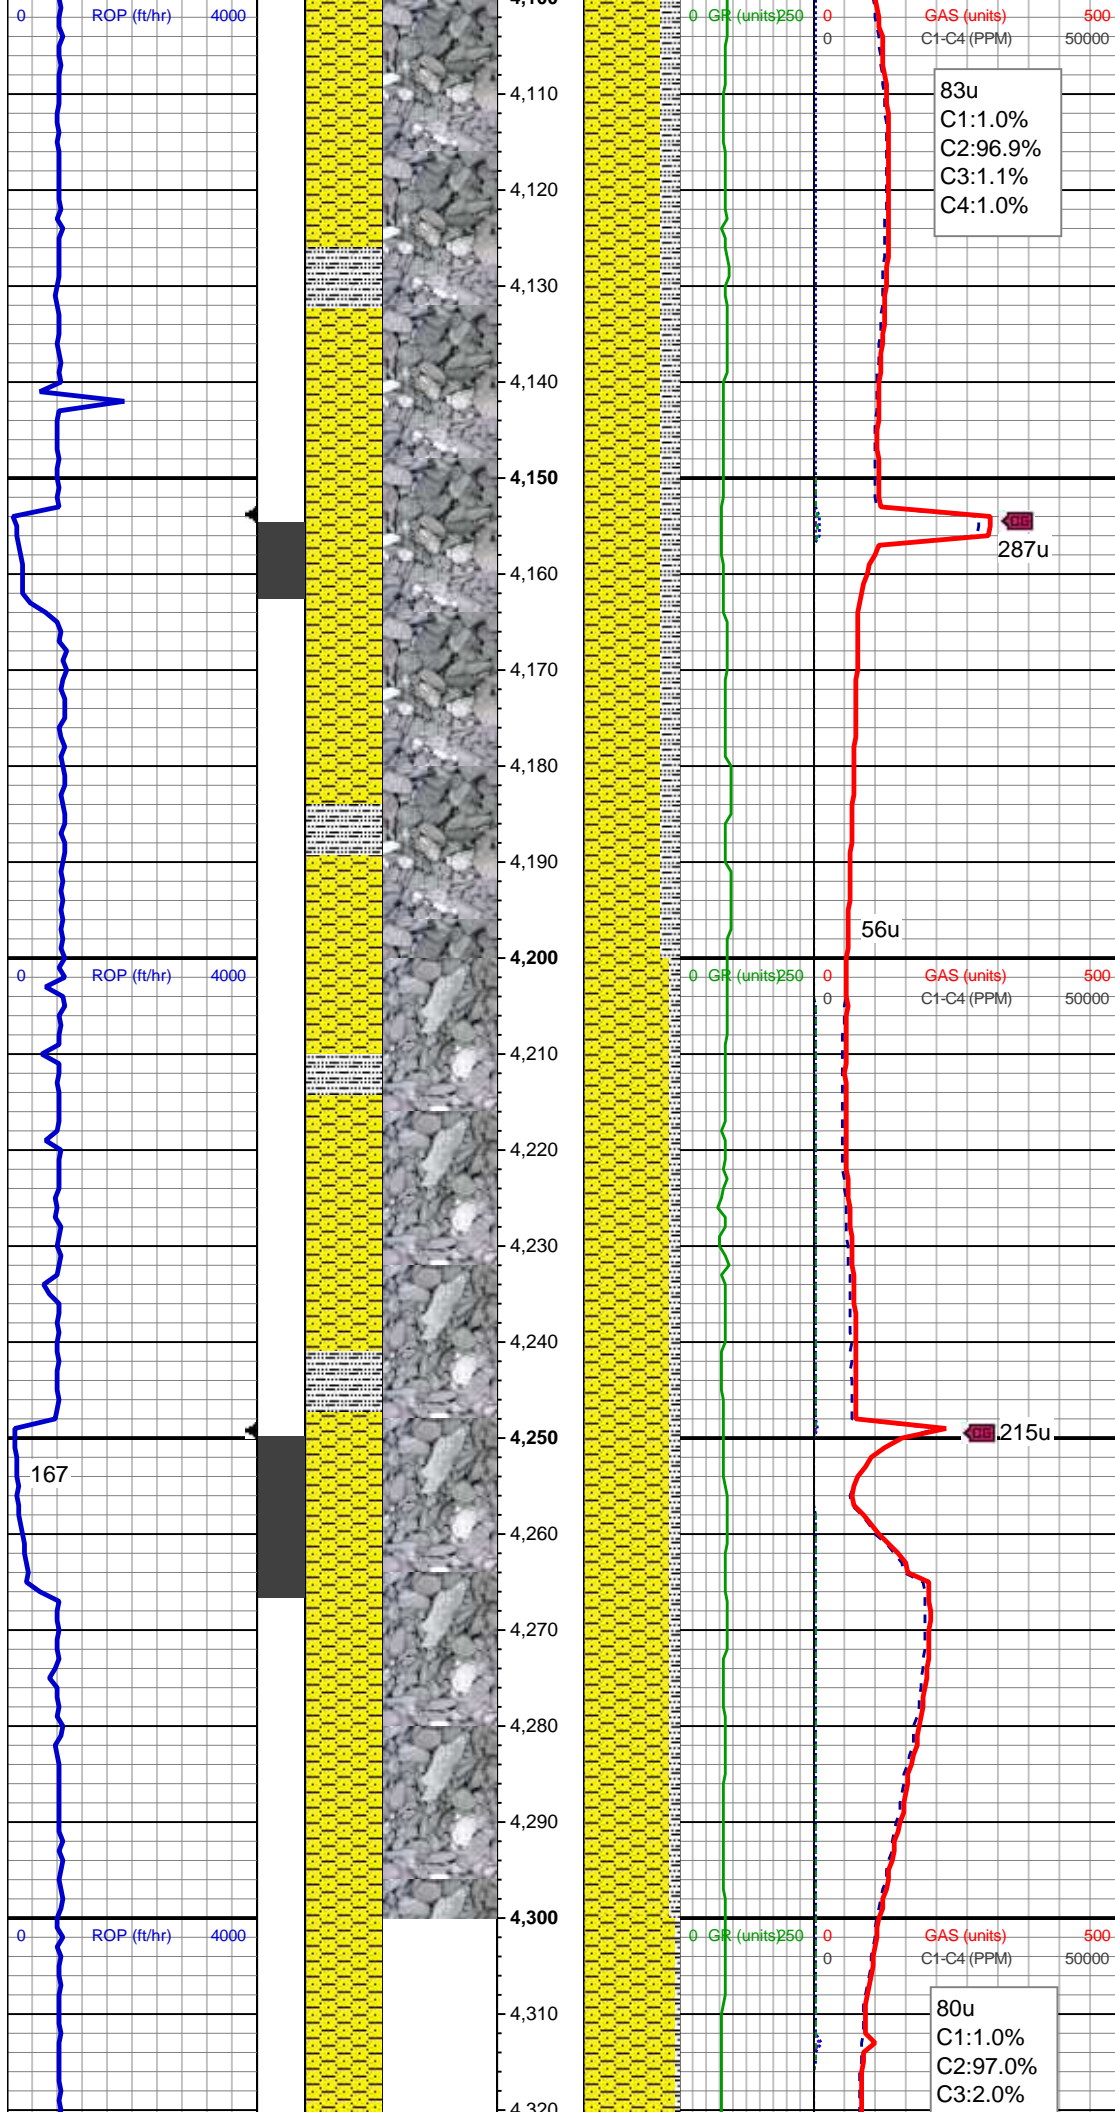 4,100
0 ROP (ft/hr) 4000 0 GR (units) 250 0 GAS (units) 500
0 C1-C4 (PPM) 50000
83u
C1:1.0%
C2:96.9%
C3:1.1%
C4:1.0%
4,110
4,120
4,130
4,140
4,150
CG
287u
4,160
4,170
4,180
4,190
56u
4,200
0 ROP (ft/hr) 4000 0 GR (units) 250 0 GAS (units) 500
0 C1-C4 (PPM) 50000
4,210
4,220
4,230
4,240
4,250
CG 215u
167
4,260
4,270
4,280
4,290
4,300
0 ROP (ft/hr) 4000 0 GR (units) 250 0 GAS (units) 500
0 C1-C4 (PPM) 50000
80u
C1:1.0%
C2:97.0%
C3:2.0%
4,310
4,320